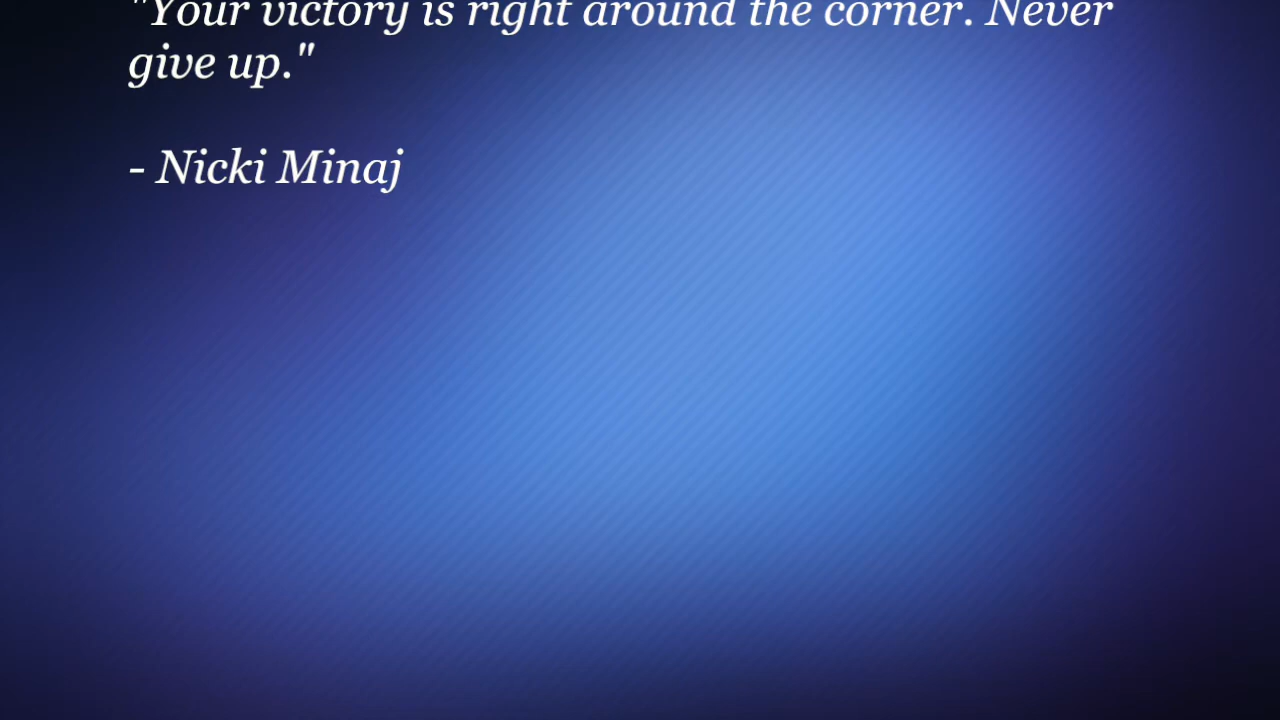 "Your victory is right around the corner. Never
give up."
- Nicki Minaj